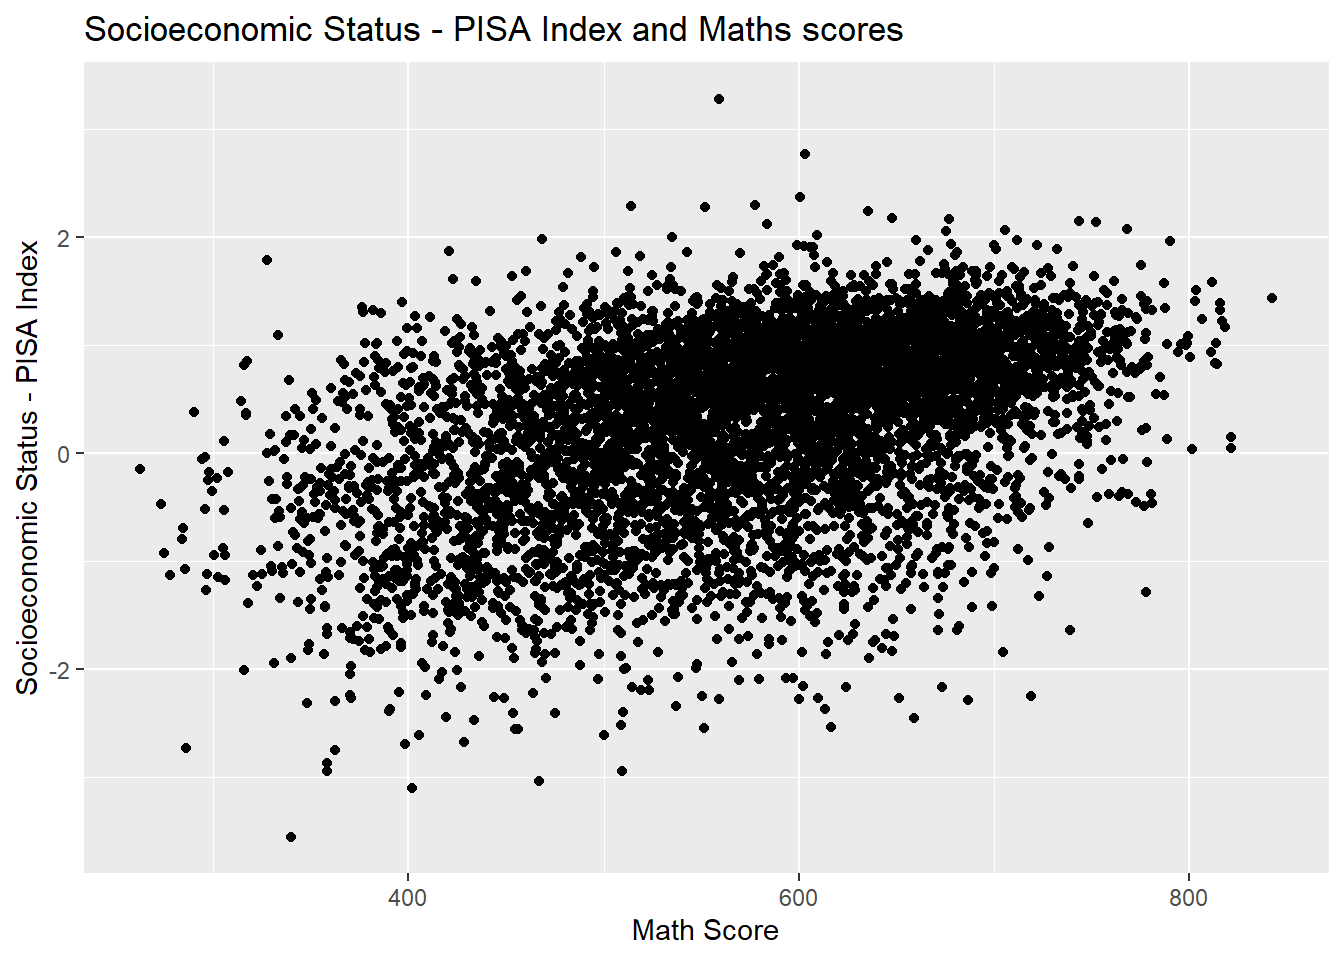 Socioeconomic Status - PISA Index and Maths scores
Socioeconomic Status - PISA Index
2
0
-2
400
600
800
Math Score